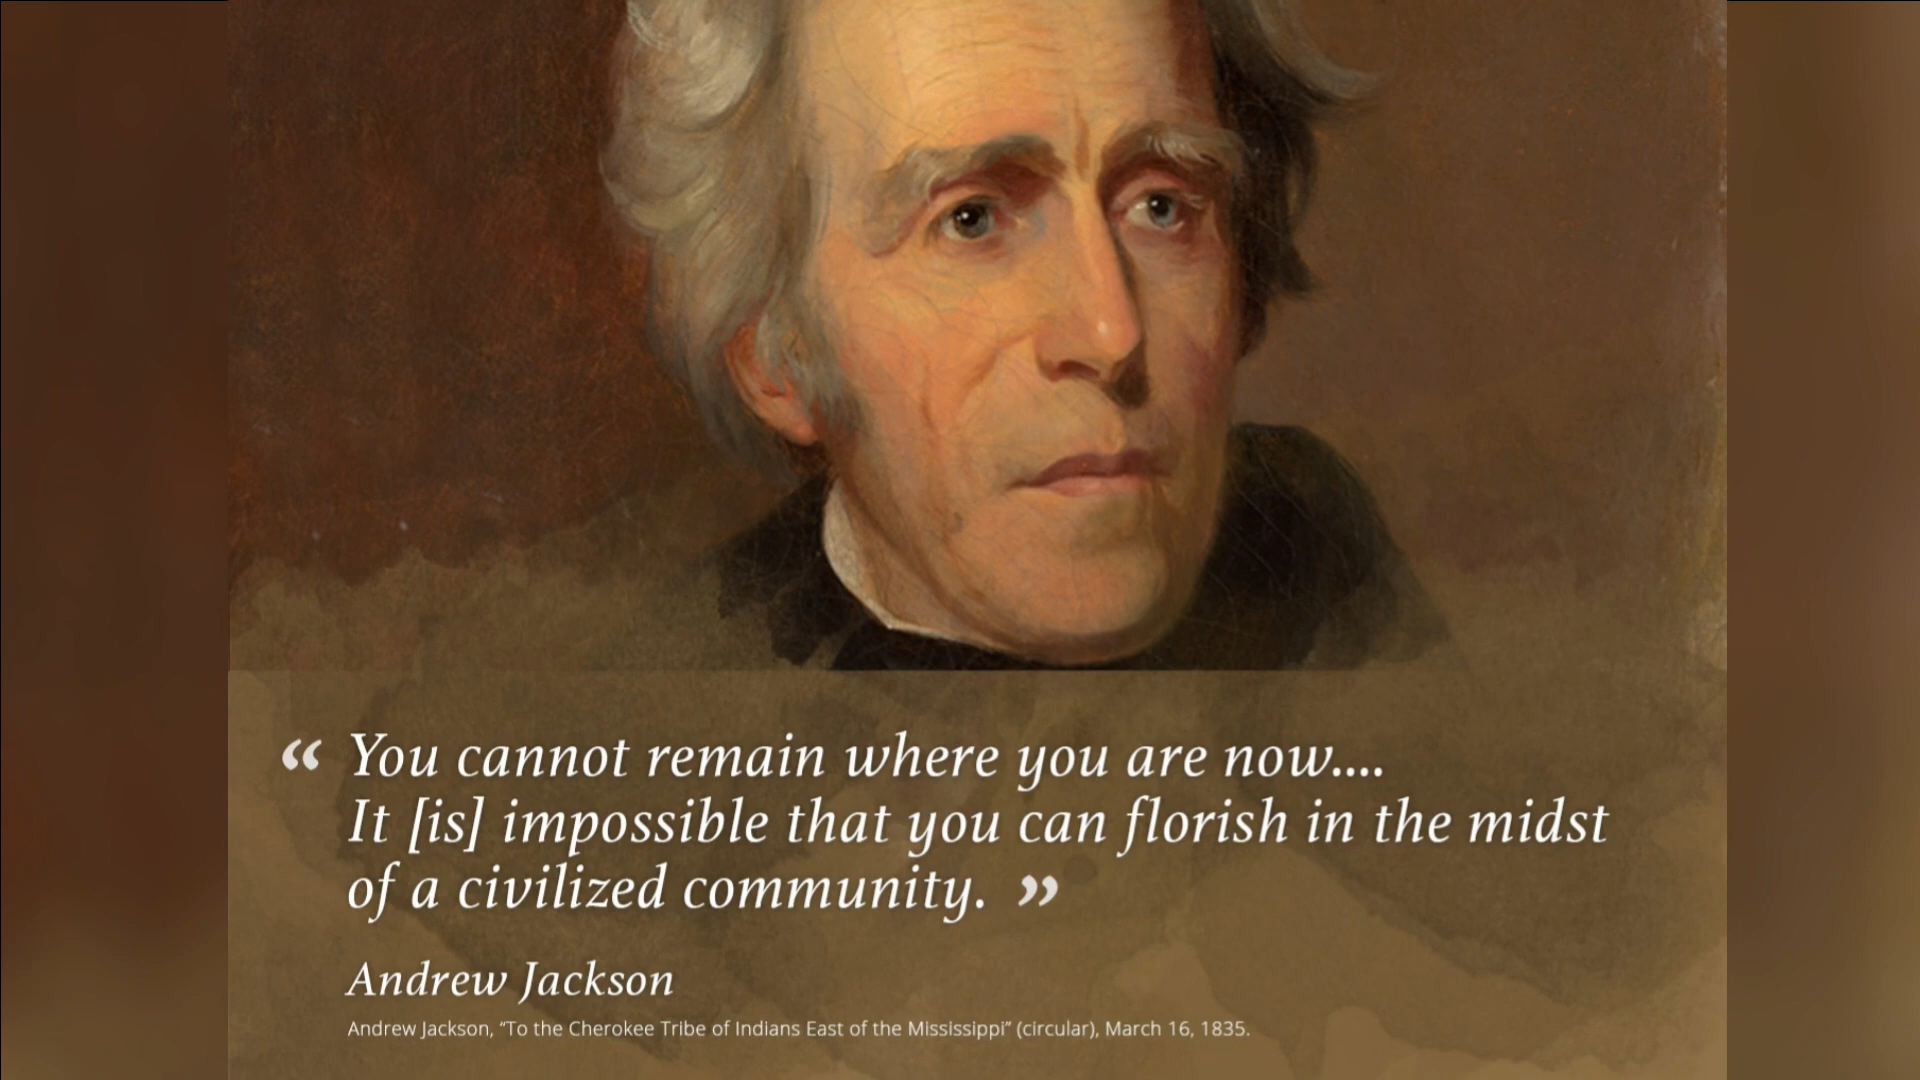 “ You cannot remain where you are now....
It [is] impossible that you can florish in the midst
of a civilized community. ”
Andrew Jackson
Andrew Jackson, “To the Cherokee Tribe of Indians East of the Mississippi” (circular), March 16, 1835.